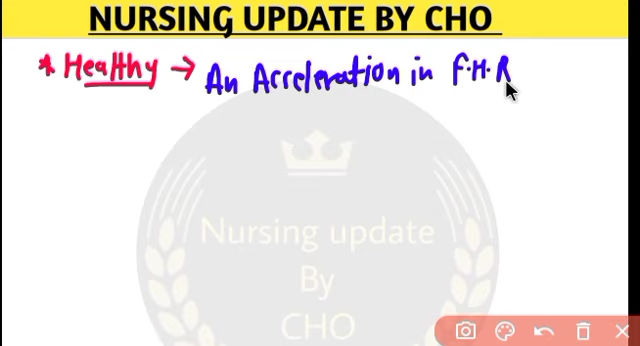 NURSING UPDATE BY CHO
* Healthy → An Acceleration in F.H.R
Nursing update
By
CHO